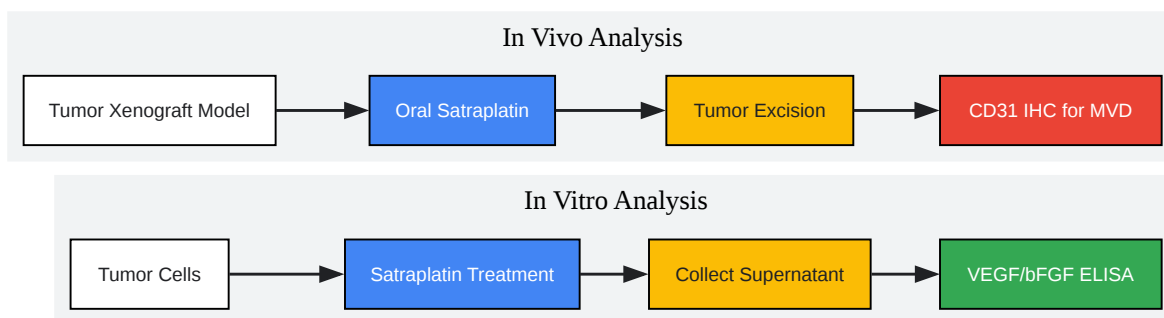 In Vivo Analysis
Tumor Xenograft Model
Oral Satraplatin
Tumor Excision
CD31 IHC for MVD
In Vitro Analysis
Tumor Cells
Satraplatin Treatment
Collect Supernatant
VEGF/bFGF ELISA